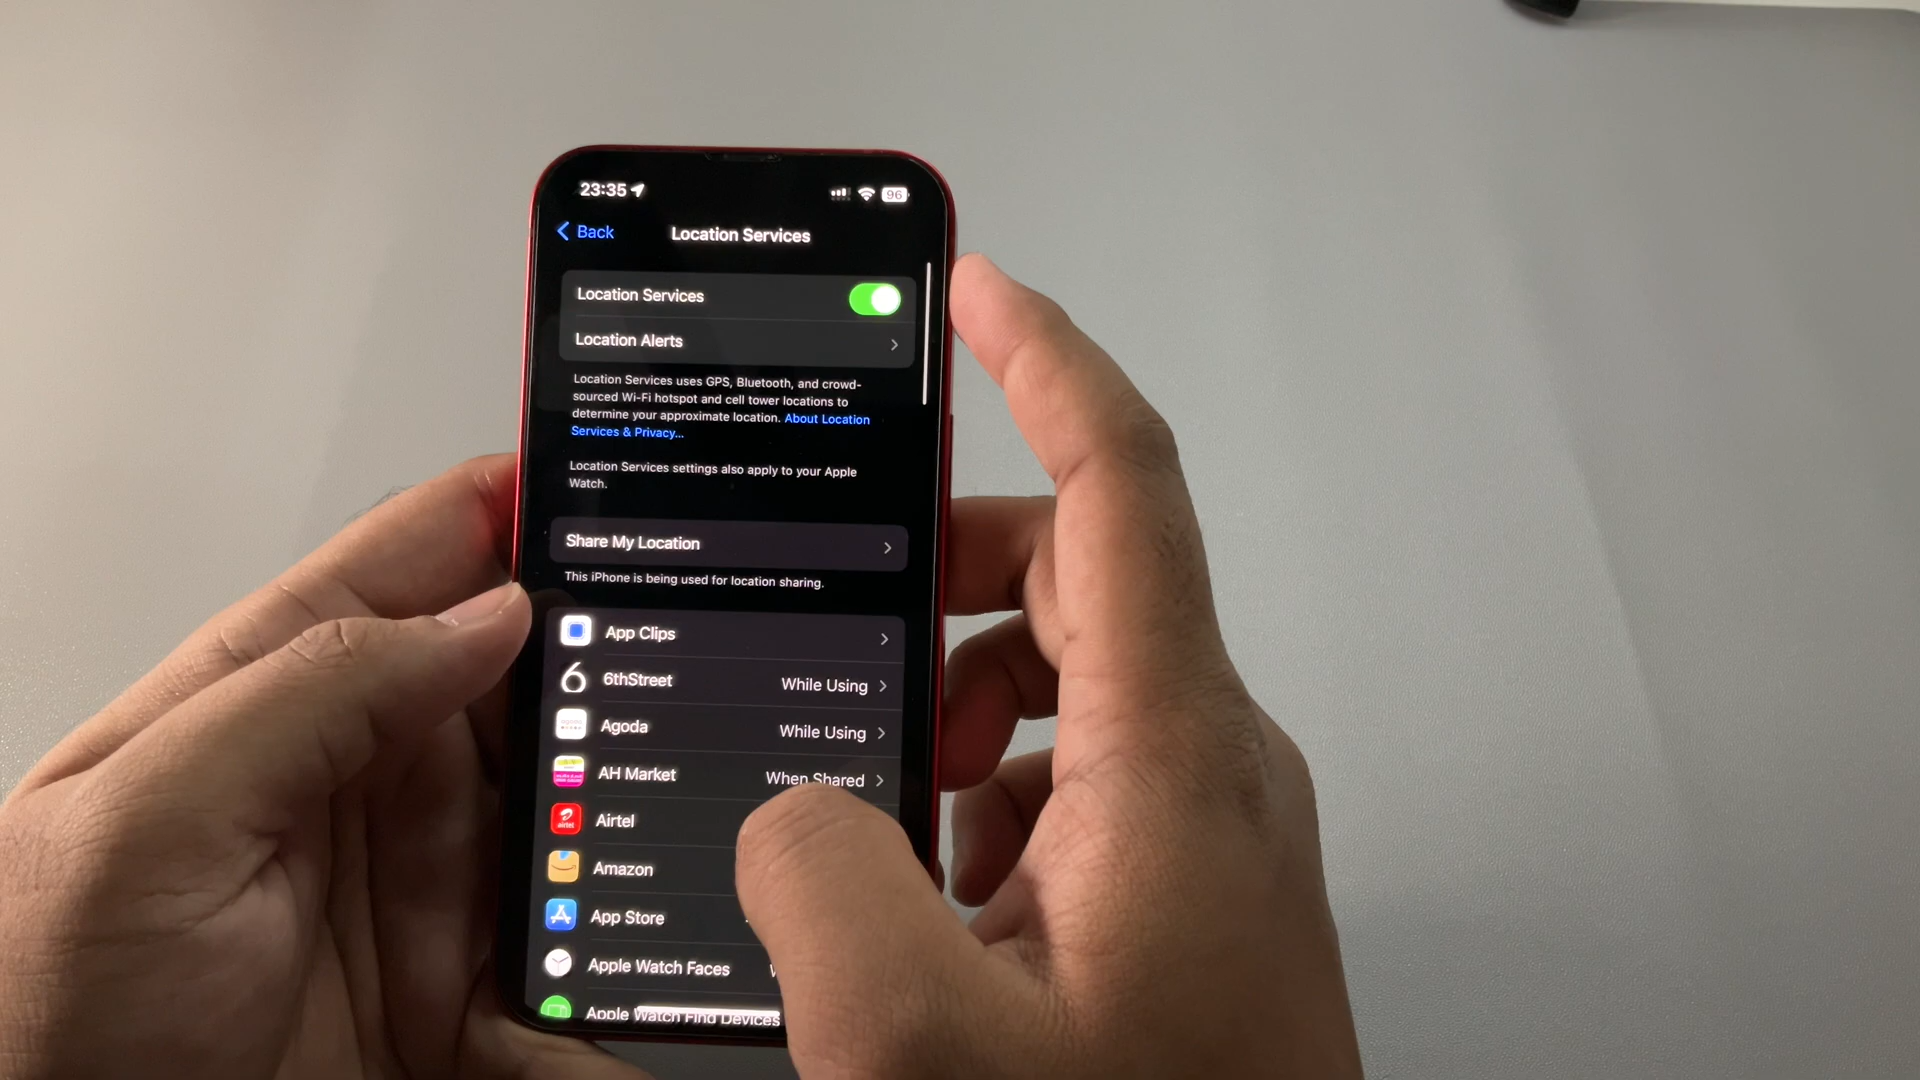 23:35
96
Back
Location Services
Location Services
Location Alerts
Location Services uses GPS, Bluetooth, and crowd-
sourced Wi-Fi hotspot and cell tower locations to
determine your approximate location. About Location
Services & Privacy...
Location Services settings also apply to your Apple
Watch.
Share My Location
This iPhone is being used for location sharing.
App Clips
6thStreet While Using
Agoda While Using
AH Market When Shared
Airtel
Amazon
App Store
Apple Watch Faces
Apple Watch Find Devices